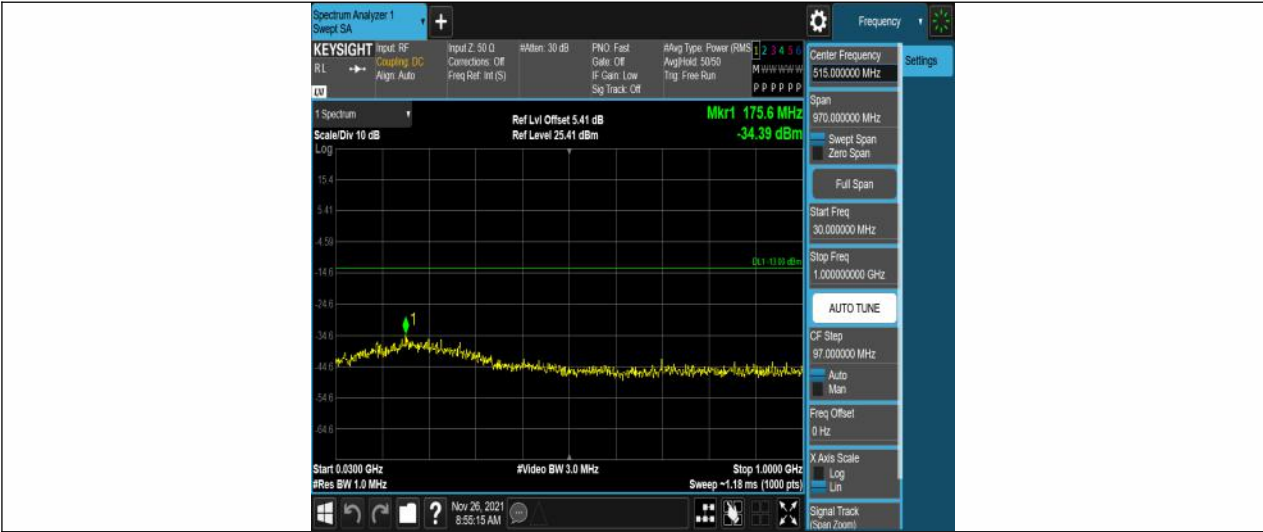 Spectrum Analyzer 1
Swept SA
Frequency
KEYSIGHT
Input: RF
Coupling: DC
Align: Auto
Input Z: 50 Ω
Corrections: Off
Freq Ref: Int (S)
#Atten: 30 dB
PNO: Fast
Gate: Off
IF Gain: Low
Sig Track: Off
#Avg Type: Power (RMS
Avg|Hold: 50/50
Trig: Free Run
1 2 3 4 5 6
M W W W W W
P P P P P P
RL
LV
1 Spectrum
Scale/Div 10 dB
Log
Ref Lvl Offset 5.41 dB
Ref Level 25.41 dBm
Mkr1 175.6 MHz
-34.39 dBm
15.4
5.41
-4.59
-14.6
-24.6
-34.6
-44.6
-54.6
-64.6
DL1 -13.00 dBm
1
Start 0.0300 GHz
#Res BW 1.0 MHz
#Video BW 3.0 MHz
Stop 1.0000 GHz
Sweep ~1.18 ms (1000 pts)
Center Frequency
515.000000 MHz
Span
970.000000 MHz
Swept Span
Zero Span
Full Span
Start Freq
30.000000 MHz
Stop Freq
1.000000000 GHz
AUTO TUNE
CF Step
97.000000 MHz
Auto
Man
Freq Offset
0 Hz
X Axis Scale
Log
Lin
Signal Track
(Span Zoom)
Settings
?
Nov 26, 2021
8:55:15 AM